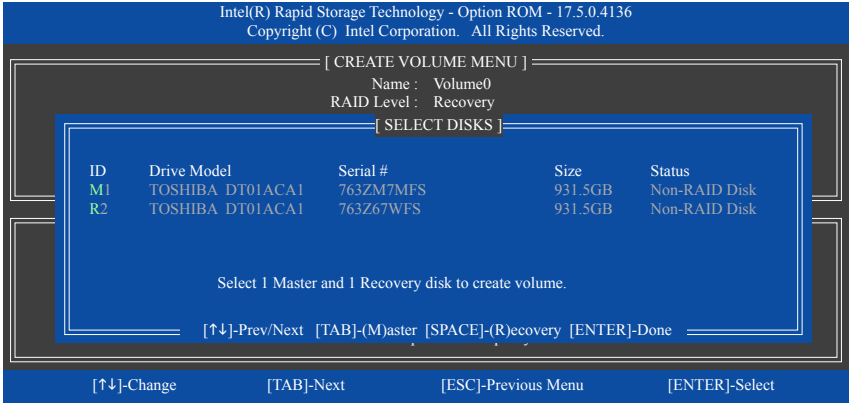 Intel(R) Rapid Storage Technology - Option ROM - 17.5.0.4136
Copyright (C) Intel Corporation. All Rights Reserved.
[ CREATE VOLUME MENU ]
Name : Volume0
RAID Level : Recovery
[ SELECT DISKS ]
ID Drive Model Serial # Size Status
M1 TOSHIBA DT01ACA1 763ZM7MFS 931.5GB Non-RAID Disk
R2 TOSHIBA DT01ACA1 763Z67WFS 931.5GB Non-RAID Disk
Select 1 Master and 1 Recovery disk to create volume.
[↑↓]-Prev/Next [TAB]-(M)aster [SPACE]-(R)ecovery [ENTER]-Done
[↑↓]-Change [TAB]-Next [ESC]-Previous Menu [ENTER]-Select